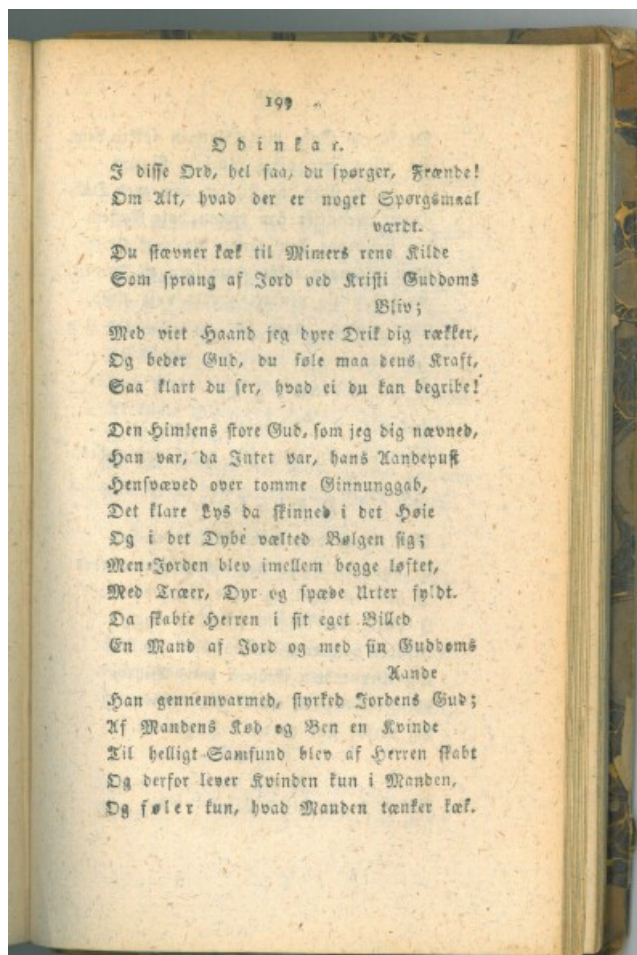 199
Odinkar.
I disse Ord, hel saa, du spørger, Frænde!
Om Alt, hvad der er noget Spørgsmaal
værdt.
Du stævner kæk til Mimers rene Kilde
Som sprang af Jord ved Kristi Guddoms
Bliv;
Med viet Haand jeg dyre Drik dig rækker,
Og beder Gud, du føle maa dens Kraft,
Saa klart du ser, hvad ei du kan begribe!
Den Himlens store Gud, som jeg dig nævned,
Han var, da Intet var, hans Aandepust
Hensvæved over tomme Ginnunggab,
Det klare Lys da skinned i det Høie
Og i det Dybe vælted Bølgen sig;
Men Jorden blev imellem begge løftet,
Med Træer, Dyr og spæde Urter fyldt.
Da skabte Herren i sit eget Billed
En Mand af Jord og med sin Guddoms
Aande
Han gennemvarmed, styrked Jordens Gud;
Af Mandens Kød og Ben en Kvinde
Til helligt Samfund blev af Herren skabt
Og derfor lever Kvinden kun i Manden,
Og føler kun, hvad Manden tænker kæk.